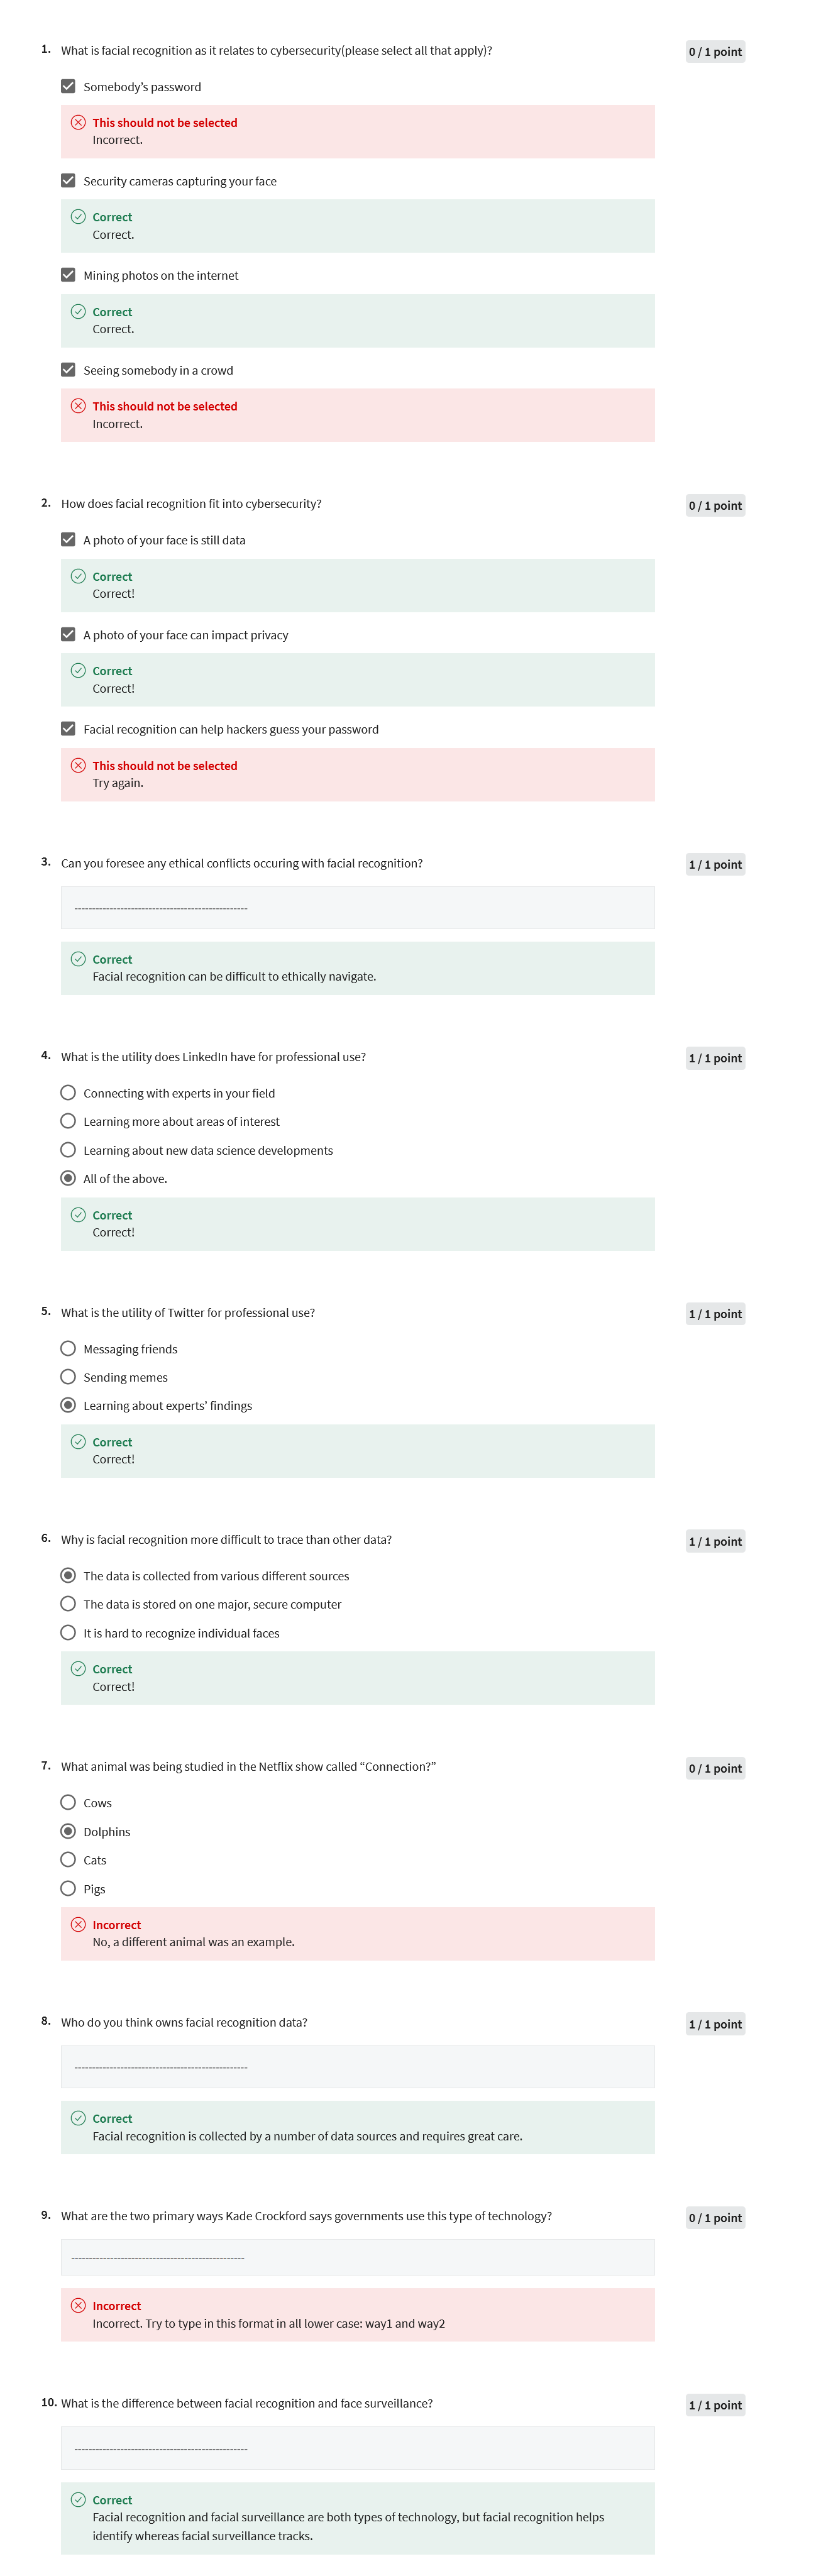 1. What is facial recognition as it relates to cybersecurity(please select all that apply)?
0 / 1 point
Somebody's password
This should not be selected
Incorrect.
Security cameras capturing your face
Correct
Correct.
Mining photos on the internet
Correct
Correct.
Seeing somebody in a crowd
This should not be selected
Incorrect.
2. How does facial recognition fit into cybersecurity?
0 / 1 point
A photo of your face is still data
Correct
Correct!
A photo of your face can impact privacy
Correct
Correct!
Facial recognition can help hackers guess your password
This should not be selected
Try again.
3. Can you foresee any ethical conflicts occuring with facial recognition?
1 / 1 point
-------------------------------------------------
Correct
Facial recognition can be difficult to ethically navigate.
4. What is the utility does LinkedIn have for professional use?
1 / 1 point
Connecting with experts in your field
Learning more about areas of interest
Learning about new data science developments
All of the above.
Correct
Correct!
5. What is the utility of Twitter for professional use?
1 / 1 point
Messaging friends
Sending memes
Learning about experts' findings
Correct
Correct!
6. Why is facial recognition more difficult to trace than other data?
1 / 1 point
The data is collected from various different sources
The data is stored on one major, secure computer
It is hard to recognize individual faces
Correct
Correct!
7. What animal was being studied in the Netflix show called “Connection?”
0 / 1 point
Cows
Dolphins
Cats
Pigs
Incorrect
No, a different animal was an example.
8. Who do you think owns facial recognition data?
1 / 1 point
-------------------------------------------------
Correct
Facial recognition is collected by a number of data sources and requires great care.
9. What are the two primary ways Kade Crockford says governments use this type of technology?
0 / 1 point
-------------------------------------------------
Incorrect
Incorrect. Try to type in this format in all lower case: way1 and way2
10. What is the difference between facial recognition and face surveillance?
1 / 1 point
-------------------------------------------------
Correct
Facial recognition and facial surveillance are both types of technology, but facial recognition helps
identify whereas facial surveillance tracks.